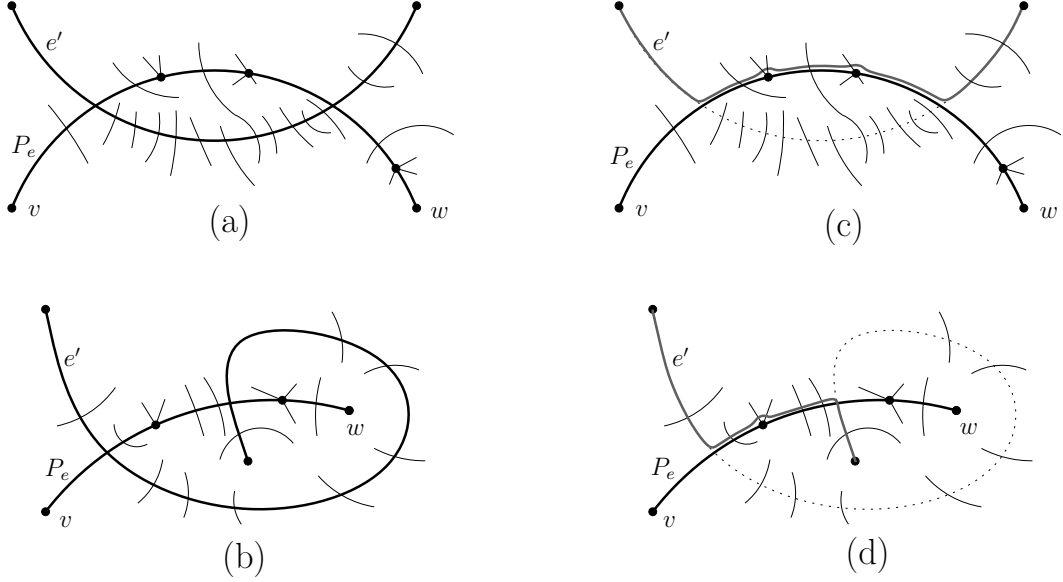 e′ e′
P_e P_e
v w v w
(a) (c)
e′ e′
w w
P_e P_e
v v
(b) (d)